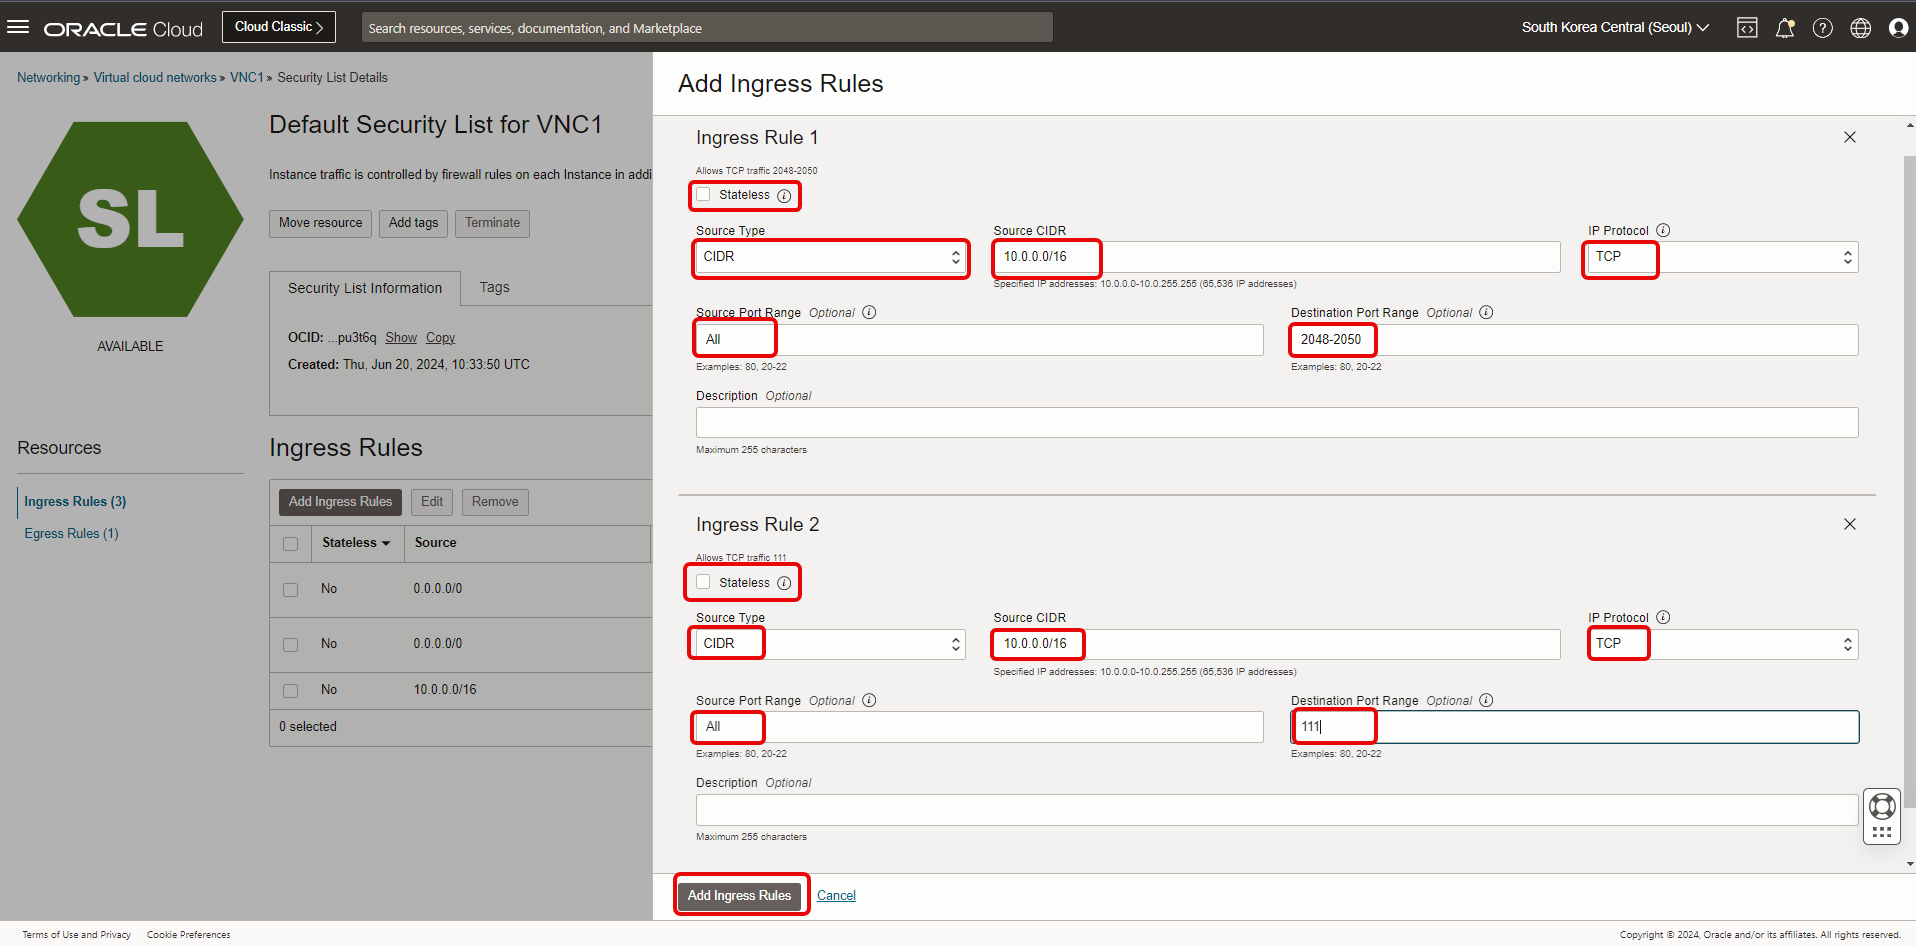 ORACLE Cloud
Cloud Classic
Search resources, services, documentation, and Marketplace
South Korea Central (Seoul)
Networking » Virtual cloud networks » VNC1 » Security List Details
SL
AVAILABLE
Default Security List for VNC1
Instance traffic is controlled by firewall rules on each Instance in addi
Move resource
Add tags
Terminate
Security List Information
Tags
OCID: ...pu3t6q Show Copy
Created: Thu, Jun 20, 2024, 10:33:50 UTC
Resources
Ingress Rules (3)
Egress Rules (1)
Ingress Rules
Add Ingress Rules
Edit
Remove
Stateless
Source
No
0.0.0.0/0
No
0.0.0.0/0
No
10.0.0.0/16
0 selected
Add Ingress Rules
Ingress Rule 1
Allows TCP traffic 2048-2050
Stateless
Source Type
Source CIDR
IP Protocol
CIDR
10.0.0.0/16
TCP
Specified IP addresses: 10.0.0.0-10.0.255.255 (65,536 IP addresses)
Source Port Range Optional
Destination Port Range Optional
All
2048-2050
Examples: 80, 20-22
Examples: 80, 20-22
Description Optional
Maximum 255 characters
Ingress Rule 2
Allows TCP traffic 111
Stateless
Source Type
Source CIDR
IP Protocol
CIDR
10.0.0.0/16
TCP
Specified IP addresses: 10.0.0.0-10.0.255.255 (65,536 IP addresses)
Source Port Range Optional
Destination Port Range Optional
All
111
Examples: 80, 20-22
Examples: 80, 20-22
Description Optional
Maximum 255 characters
Add Ingress Rules
Cancel
Terms of Use and Privacy
Cookie Preferences
Copyright © 2024, Oracle and/or its affiliates. All rights reserved.